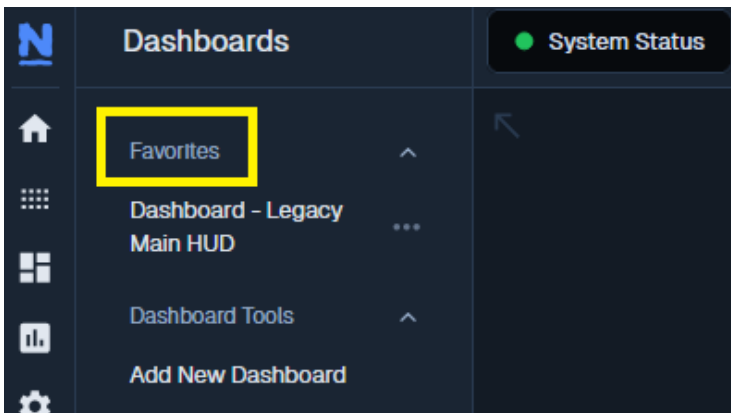 N
Dashboards
System Status
Favorites
Dashboard - Legacy
Main HUD
Dashboard Tools
Add New Dashboard